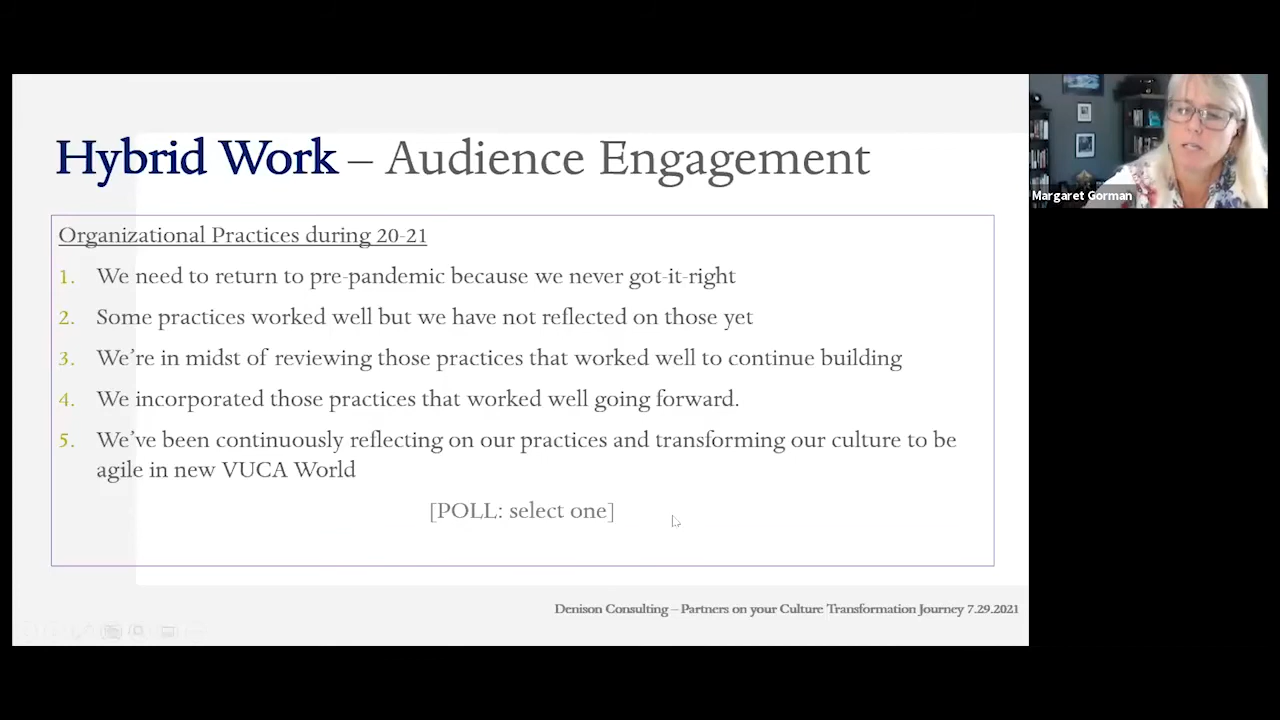 Hybrid Work – Audience Engagement
Organizational Practices during 20-21
1. We need to return to pre-pandemic because we never got-it-right
2. Some practices worked well but we have not reflected on those yet
3. We're in midst of reviewing those practices that worked well to continue building
4. We incorporated those practices that worked well going forward.
5. We've been continuously reflecting on our practices and transforming our culture to be
agile in new VUCA World
[POLL: select one]
Denison Consulting – Partners on your Culture Transformation Journey 7.29.2021
Margaret Gorman